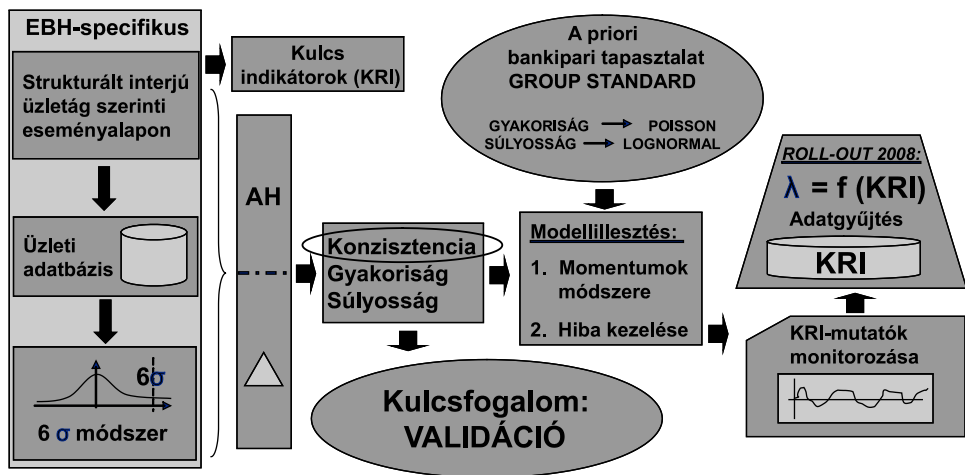 EBH-specifikus
Strukturált interjú
üzletág szerinti
eseményalapon
Üzleti
adatbázis
6σ
6 σ módszer
Kulcs
indikátorok (KRI)
AH
Konzisztencia
Gyakoriság
Súlyosság
Kulcsfogalom:
VALIDÁCIÓ
A priori
bankipari tapasztalat
GROUP STANDARD
GYAKORISÁG POISSON
SÚLYOSSÁG LOGNORMAL
Modellillesztés:
1. Momentumok
módszere
2. Hiba kezelése
ROLL-OUT 2008:
λ = f (KRI)
Adatgyűjtés
KRI
KRI-mutatók
monitorozása